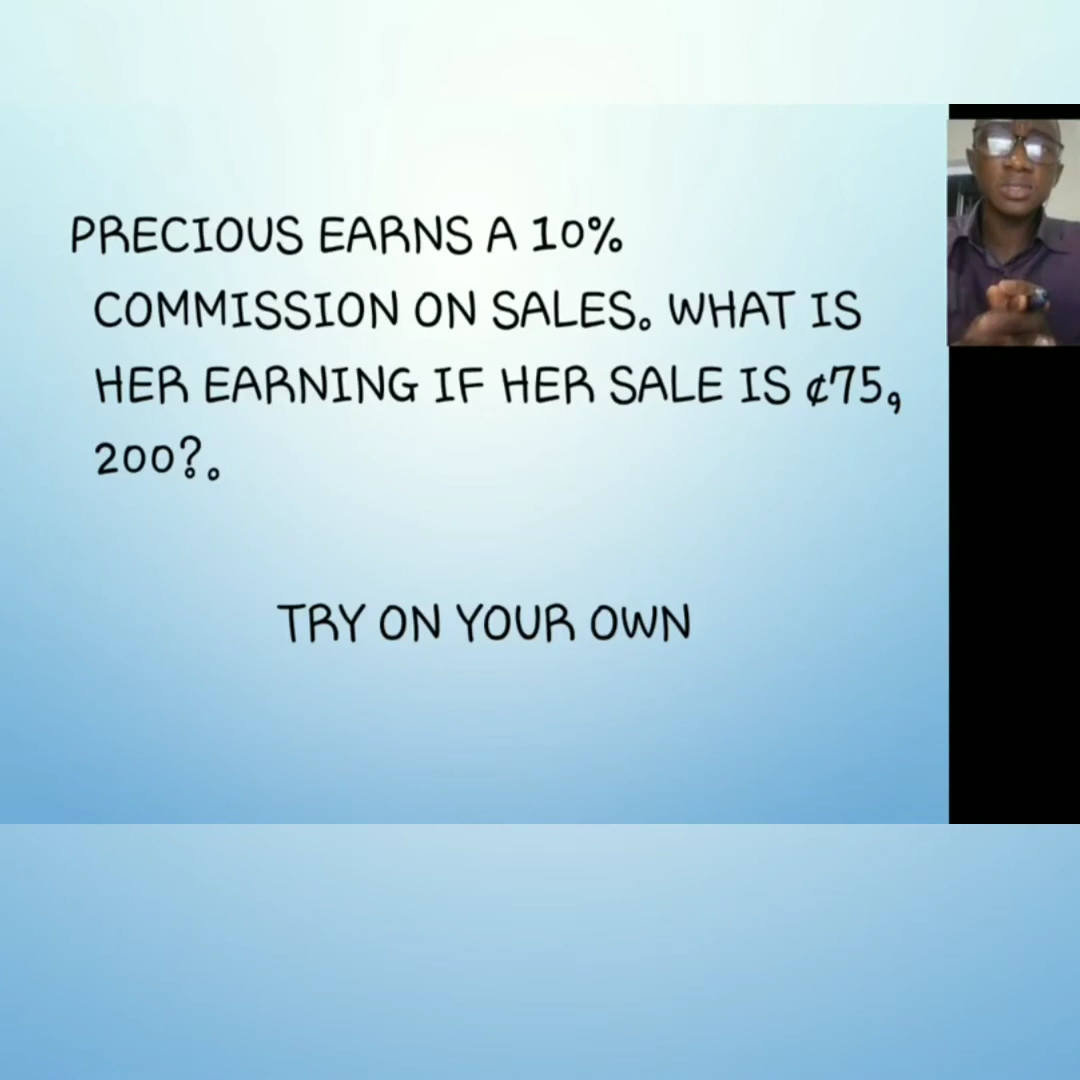 PRECIOUS EARNS A 10%
COMMISSION ON SALES. WHAT IS
HER EARNING IF HER SALE IS ¢75,
200?.
TRY ON YOUR OWN